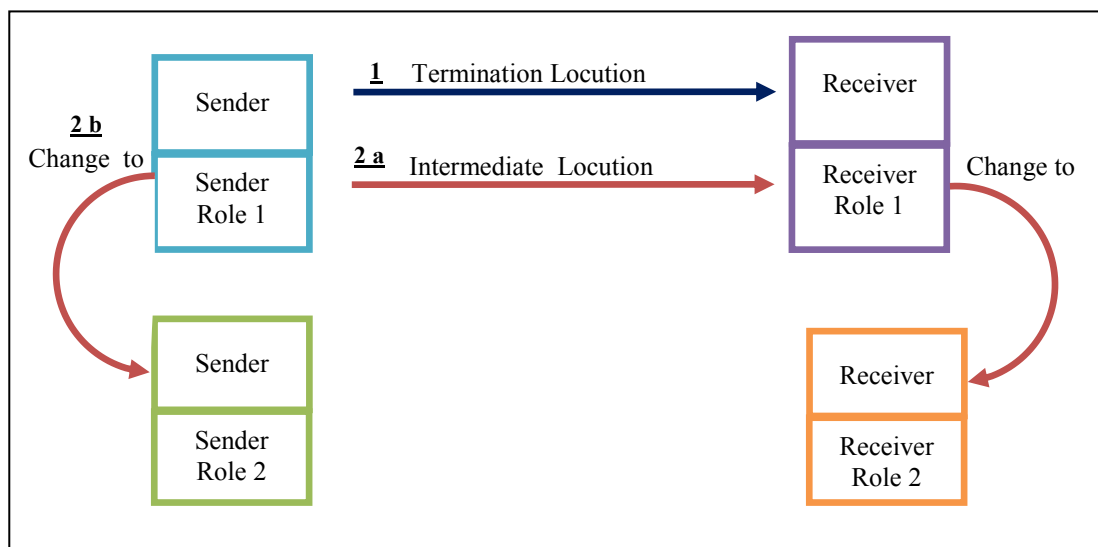 Sender
1 Termination Locution
Receiver
2 b
Change to
2 a Intermediate Locution
Sender
Role 1
Receiver
Role 1
Change to
Sender
Receiver
Sender
Role 2
Receiver
Role 2